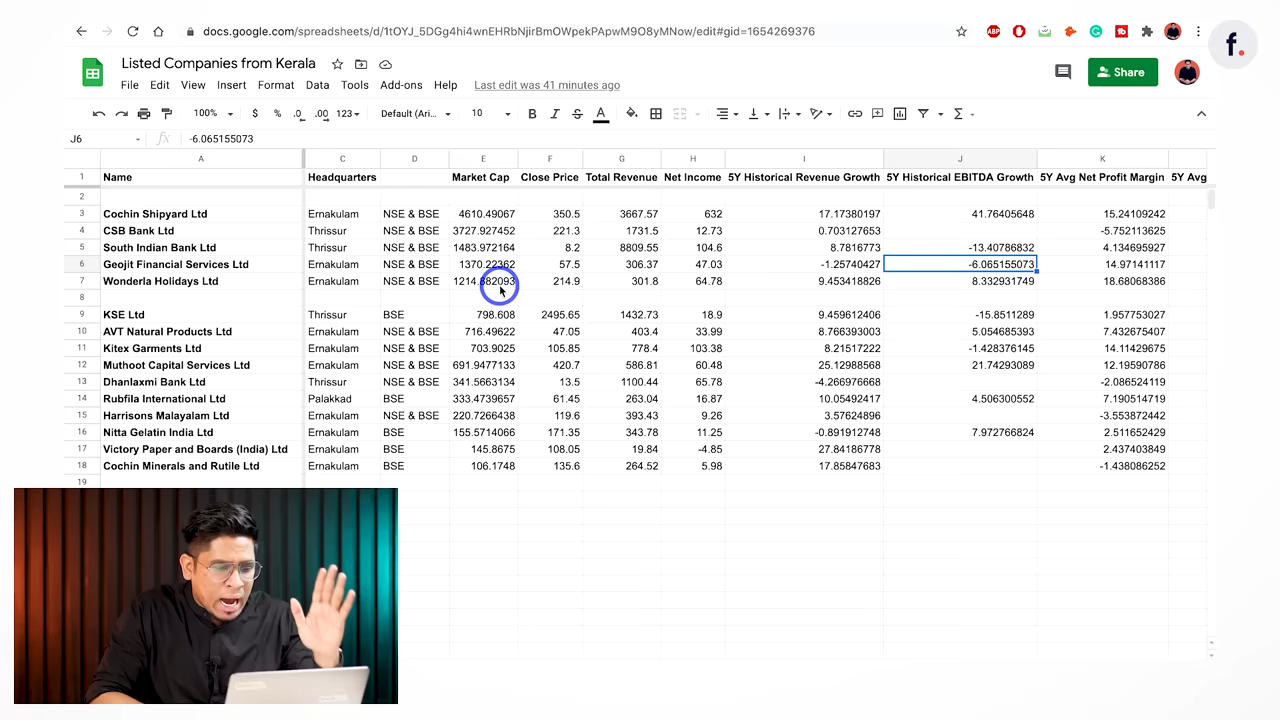 docs.google.com/spreadsheets/d/1tOYJ_5DGg4hi4wnEHRbNjirBmOWpekPApwM9O8yMNow/edit#gid=1654269376
f.
Listed Companies from Kerala
File Edit View Insert Format Data Tools Add-ons Help Last edit was 41 minutes ago
Share
100% $ % .0 .00 123 Default (Ari... 10 B I S A Σ
J6 fx -6.065155073
A C D E F G H I J K
1 Name Headquarters Market Cap Close Price Total Revenue Net Income 5Y Historical Revenue Growth 5Y Historical EBITDA Growth 5Y Avg Net Profit Margin 5Y Avg
2
3 Cochin Shipyard Ltd Ernakulam NSE & BSE 4610.49067 350.5 3667.57 632 17.17380197 41.76405648 15.24109242
4 CSB Bank Ltd Thrissur NSE & BSE 3727.927452 221.3 1731.5 12.73 0.703127653 -5.752113625
5 South Indian Bank Ltd Thrissur NSE & BSE 1483.972164 8.2 8809.55 104.6 8.7816773 -13.40786832 4.134695927
6 Geojit Financial Services Ltd Ernakulam NSE & BSE 1370.22362 57.5 306.37 47.03 -1.25740427 -6.065155073 14.97141117
7 Wonderla Holidays Ltd Ernakulam NSE & BSE 1214.882093 214.9 301.8 64.78 9.453418826 8.332931749 18.68068386
8
9 KSE Ltd Thrissur BSE 798.608 2495.65 1432.73 18.9 9.459612406 -15.8511289 1.957753027
10 AVT Natural Products Ltd Ernakulam NSE & BSE 716.49622 47.05 403.4 33.99 8.766393003 5.054685393 7.432675407
11 Kitex Garments Ltd Ernakulam NSE & BSE 703.9025 105.85 778.4 103.38 8.21517222 -1.428376145 14.11429675
12 Muthoot Capital Services Ltd Ernakulam NSE & BSE 691.9477133 420.7 586.81 60.48 25.12988568 21.74293089 12.19590786
13 Dhanlaxmi Bank Ltd Thrissur NSE & BSE 341.5663134 13.5 1100.44 65.78 -4.266976668 -2.086524119
14 Rubfila International Ltd Palakkad BSE 333.4739657 61.45 263.04 16.87 10.05492417 4.506300552 7.190514719
15 Harrisons Malayalam Ltd Ernakulam NSE & BSE 220.7266438 119.6 393.43 9.26 3.57624896 -3.553872442
16 Nitta Gelatin India Ltd Ernakulam BSE 155.5714066 171.35 343.78 11.25 -0.891912748 7.972766824 2.511652429
17 Victory Paper and Boards (India) Ltd Ernakulam BSE 145.8675 108.05 19.84 -4.85 27.84186778 2.437403849
18 Cochin Minerals and Rutile Ltd Ernakulam BSE 106.1748 135.6 264.52 5.98 17.85847683 -1.438086252
19